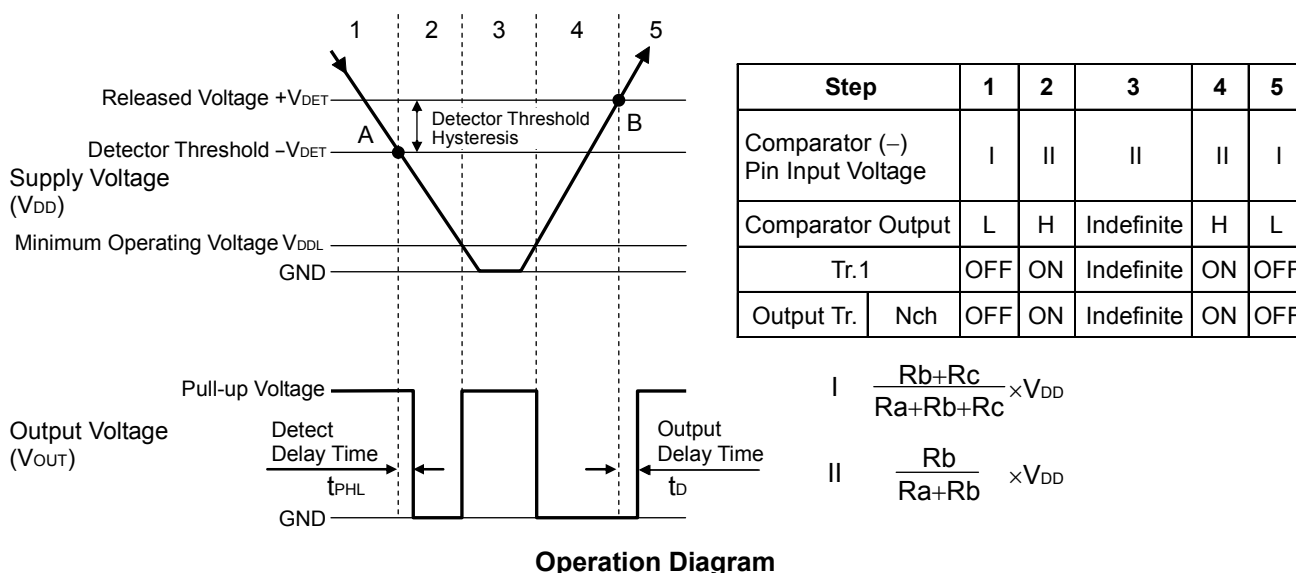 1 2 3 4 5
Released Voltage +VDET
Detector Threshold
Hysteresis
A
B
Detector Threshold −VDET
Supply Voltage
(VDD)
Minimum Operating Voltage VDDL
GND
Pull-up Voltage
Output Voltage
(VOUT)
Detect
Delay Time
tPHL
Output
Delay Time
tD
GND
Step 1 2 3 4 5
Comparator (−)
Pin Input Voltage I II II II I
Comparator Output L H Indefinite H L
Tr.1 OFF ON Indefinite ON OFF
Output Tr. Nch OFF ON Indefinite ON OFF
I Rb+Rc
Ra+Rb+Rc ×VDD
II Rb
Ra+Rb ×VDD
Operation Diagram